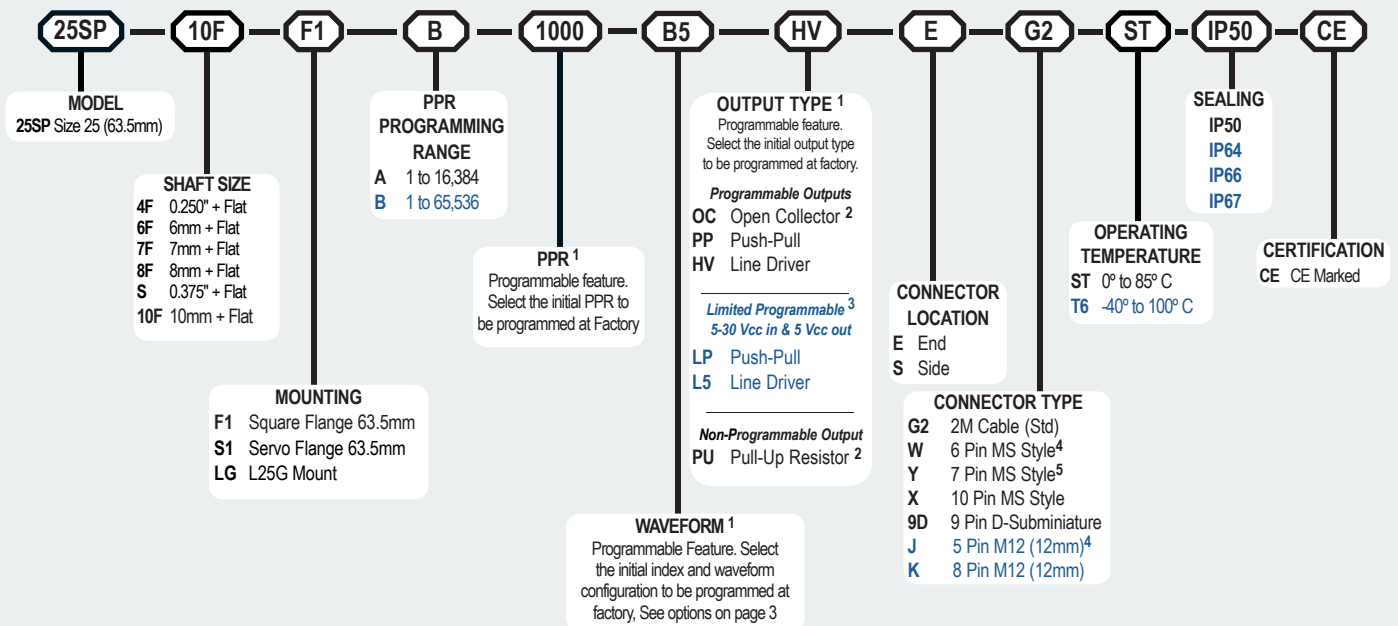 25SP 10F F1 B 1000 B5 HV E G2 ST IP50 CE
MODEL
25SP Size 25 (63.5mm)
SHAFT SIZE
4F 0.250" + Flat
6F 6mm + Flat
7F 7mm + Flat
8F 8mm + Flat
S 0.375" + Flat
10F 10mm + Flat
MOUNTING
F1 Square Flange 63.5mm
S1 Servo Flange 63.5mm
LG L25G Mount
PPR
PROGRAMMING
RANGE
A 1 to 16,384
B 1 to 65,536
PPR 1
Programmable feature.
Select the initial PPR to
be programmed at Factory
WAVEFORM 1
Programmable Feature. Select
the initial index and waveform
configuration to be programmed at
factory, See options on page 3
OUTPUT TYPE 1
Programmable feature.
Select the initial output type
to be programmed at factory.
Programmable Outputs
OC Open Collector 2
PP Push-Pull
HV Line Driver
Limited Programmable 3
5-30 Vcc in & 5 Vcc out
LP Push-Pull
L5 Line Driver
Non-Programmable Output
PU Pull-Up Resistor 2
CONNECTOR
LOCATION
E End
S Side
CONNECTOR TYPE
G2 2M Cable (Std)
W 6 Pin MS Style4
Y 7 Pin MS Style5
X 10 Pin MS Style
9D 9 Pin D-Subminiature
J 5 Pin M12 (12mm)4
K 8 Pin M12 (12mm)
OPERATING
TEMPERATURE
ST 0º to 85º C
T6 -40º to 100º C
SEALING
IP50
IP64
IP66
IP67
CERTIFICATION
CE CE Marked